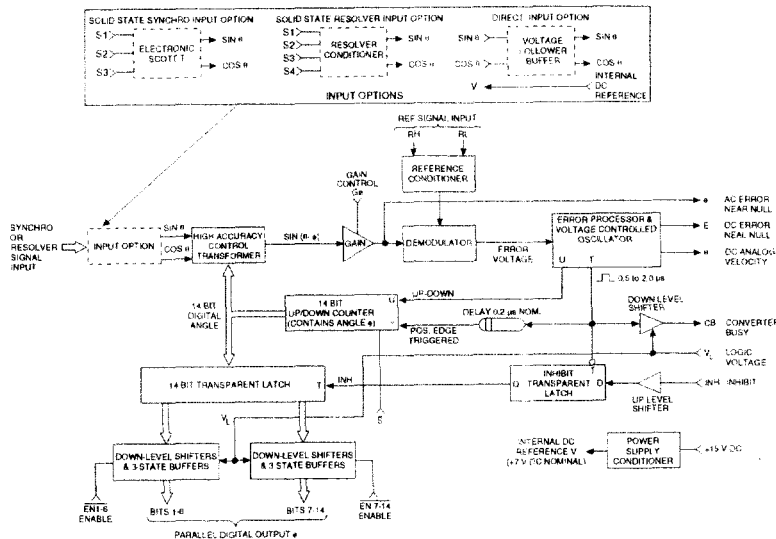 SOLID STATE SYNCHRO INPUT OPTION
S1
S2
S3
ELECTRONIC
SCOTT T
SIN θ
COS θ
SOLID STATE RESOLVER INPUT OPTION
S1
S2
S3
S4
RESOLVER
CONDITIONER
SIN θ
COS θ
DIRECT INPUT OPTION
SIN θ
COS θ
VOLTAGE
FOLLOWER
BUFFER
SIN θ
COS θ
V
INTERNAL
DC
REFERENCE
INPUT OPTIONS
REF SIGNAL INPUT
RH
RL
REFERENCE
CONDITIONER
GAIN
CONTROL
SYNCHRO
OR
RESOLVER
SIGNAL
INPUT
INPUT OPTION
SIN θ
COS θ
HIGH ACCURACY
CONTROL
TRANSFORMER
GAIN
DEMODULATOR
ERROR
VOLTAGE
ERROR PROCESSOR &
VOLTAGE CONTROLLED
OSCILLATOR
U
T
e
AC ERROR
NEAR NULL
E
DC ERROR
NEAR NULL
DC ANALOG
VELOCITY
0.5 to 2.0 µs
14 BIT
DIGITAL
ANGLE
14 BIT
UP/DOWN COUNTER
U
UP-DOWN
DELAY 0.2 µs NOM.
POS. EDGE
TRIGGERED
DOWN LEVEL
SHIFTER
CB
CONVERTER
BUSY
VL
LOGIC
VOLTAGE
14 BIT TRANSPARENT LATCH
T
INH
Q
INHIBIT
TRANSPARENT
LATCH
D
INH
INHIBIT
UP LEVEL
SHIFTER
VL
S
DOWN-LEVEL SHIFTERS
& 3-STATE BUFFERS
DOWN-LEVEL SHIFTERS
& 3 STATE BUFFERS
INTERNAL DC
REFERENCE V
(+7 V DC NOMINAL)
POWER
SUPPLY
CONDITIONER
+15 V DC
EN1-6
ENABLE
BITS 1-6
BITS 7-14
EN 7-14
ENABLE
PARALLEL DIGITAL OUTPUT